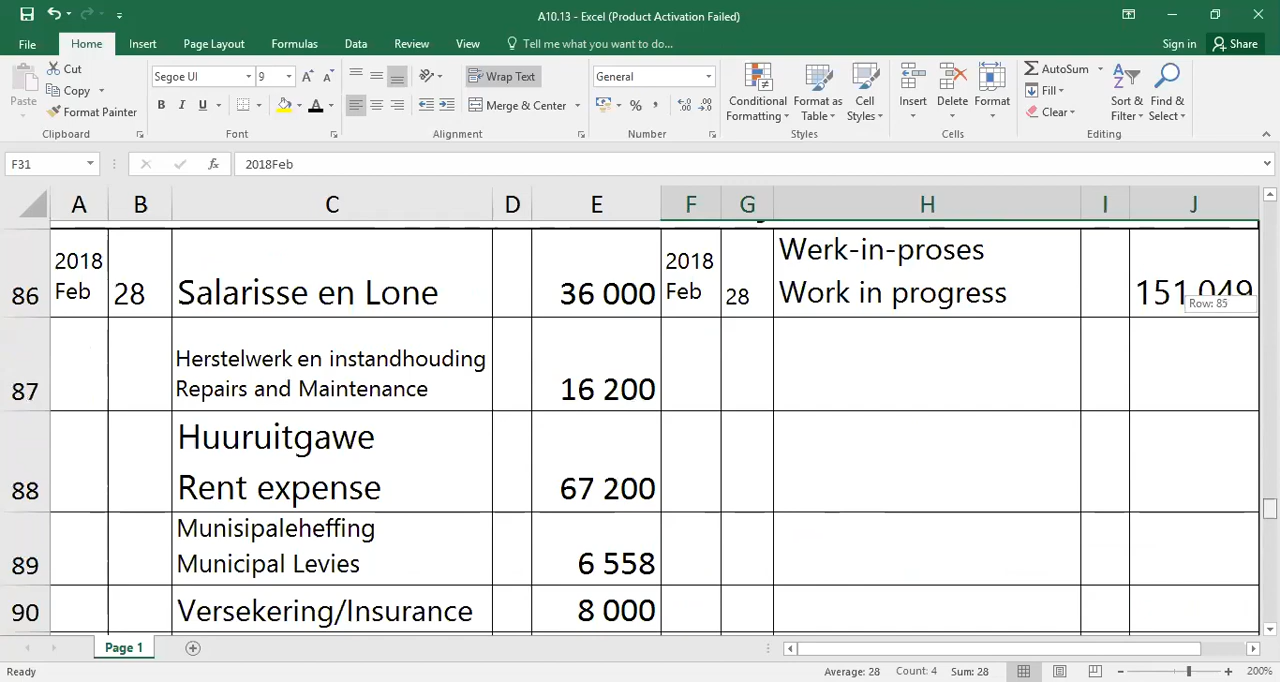 A10.13 - Excel (Product Activation Failed)
File Home Insert Page Layout Formulas Data Review View Tell me what you want to do... Sign in Share
Paste
Cut
Copy
Format Painter
Clipboard
Segoe UI 9
B I U
Font
Wrap Text
Merge & Center
Alignment
General
%
Number
Conditional Formatting
Format as Table
Cell Styles
Styles
Insert Delete Format
Cells
AutoSum
Fill
Clear
Sort & Filter
Find & Select
Editing
F31 fx 2018Feb
A B C D E F G H I J
86 2018 Feb 28 Salarisse en Lone 36 000 2018 Feb 28 Werk-in-proses
Work in progress 151 049
Row: 85
87 Herstelwerk en instandhouding
Repairs and Maintenance 16 200
88 Huuruitgawe
Rent expense 67 200
89 Munisipaleheffing
Municipal Levies 6 558
90 Versekering/Insurance 8 000
Page 1
Ready Average: 28 Count: 4 Sum: 28 200%